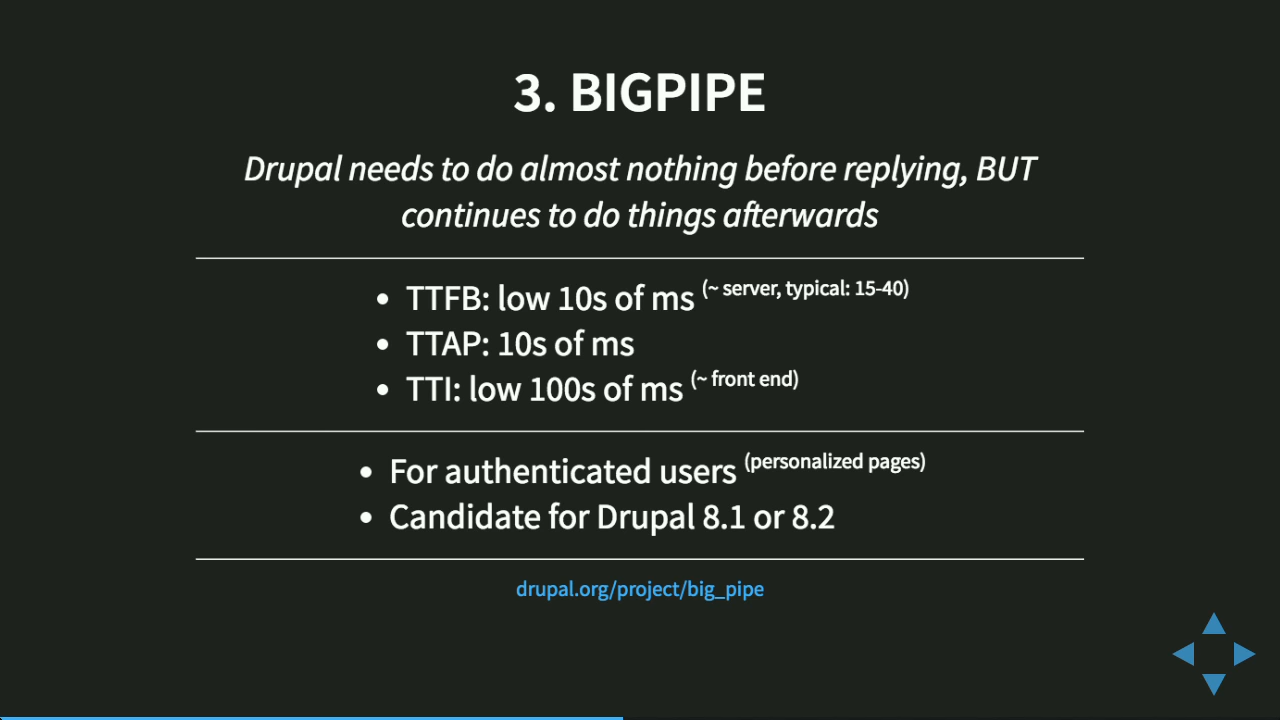 3. BIGPIPE
Drupal needs to do almost nothing before replying, BUT
continues to do things afterwards
• TTFB: low 10s of ms (~ server, typical: 15-40)
• TTAP: 10s of ms
• TTI: low 100s of ms (~ front end)
• For authenticated users (personalized pages)
• Candidate for Drupal 8.1 or 8.2
drupal.org/project/big_pipe